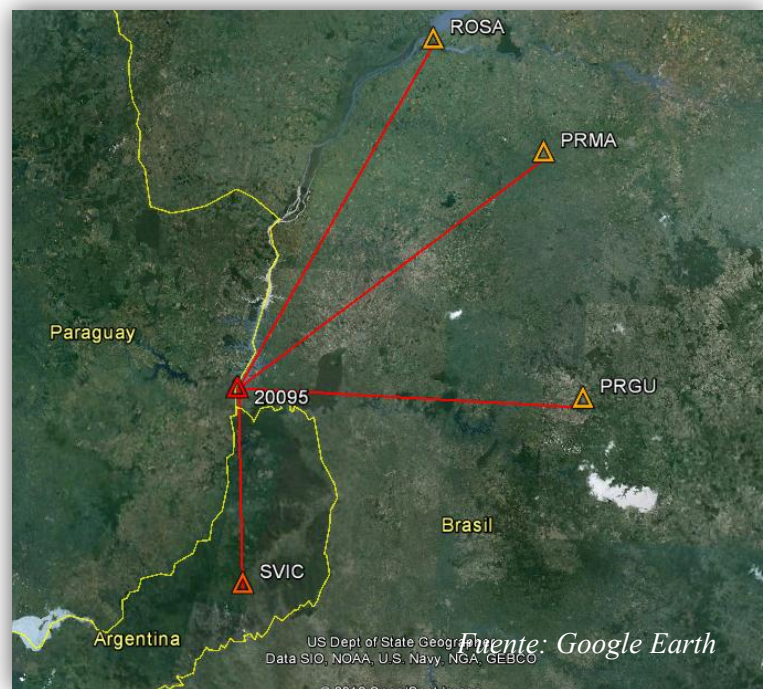 ROSA
PRMA
Paraguay
PRGU
20095
Brasil
SVIC
Argentina
US Dept of State Geographer
Fuente: Google Earth
Data SIO, NOAA, U.S. Navy, NGA, GEBCO